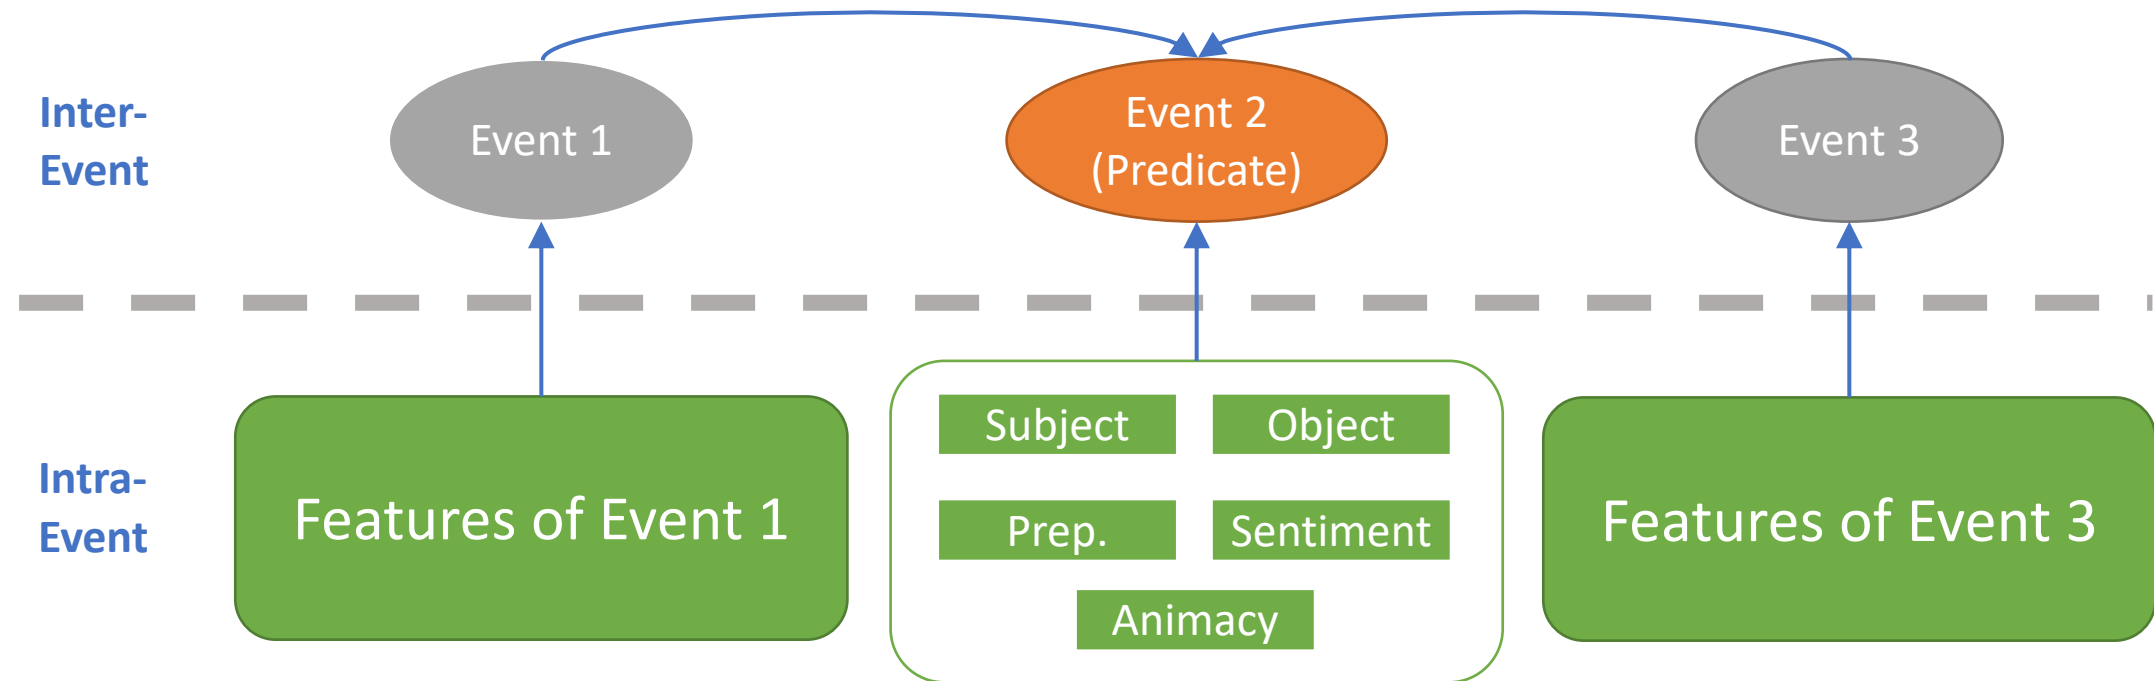 Inter-
Event
Event 1
Event 2
(Predicate)
Event 3
Intra-
Event
Features of Event 1
Subject
Object
Prep.
Sentiment
Animacy
Features of Event 3